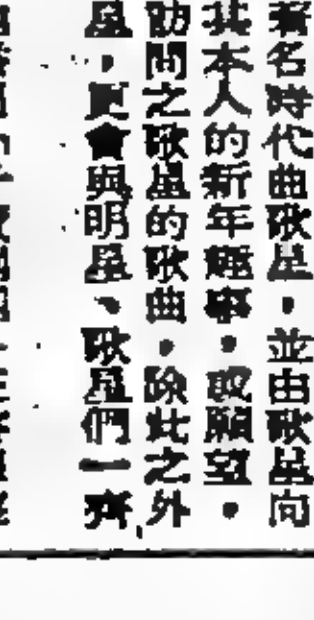 著名時代曲歌星，並由歌星向
其本人的新年趣事，或願望，
訪問之歌星的歌曲，除此之外
，更會與明星、歌星們一齊